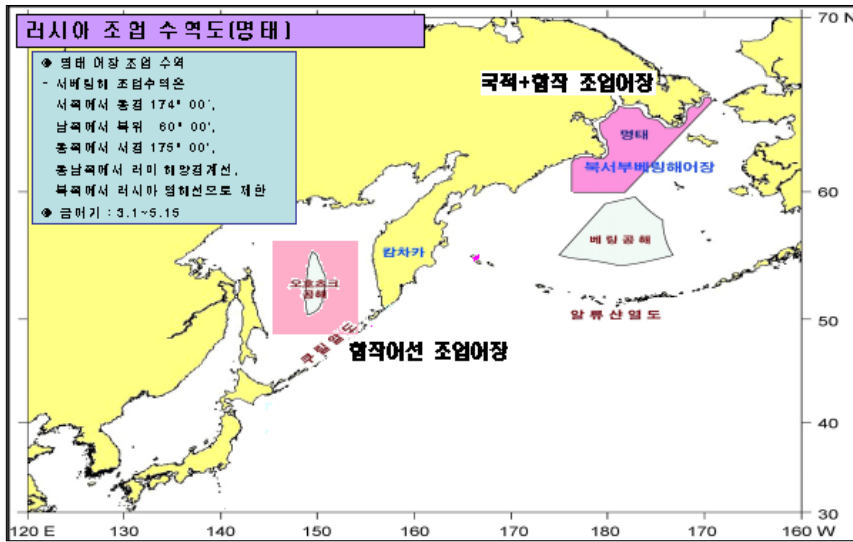 러시아 조업 수역도(명태)
◉ 명태 어장 조업 수역
- 서베링해 조업수역은
서쪽에서 동경 174° 00′,
남쪽에서 북위 60° 00′,
동쪽에서 서경 175° 00′,
동남쪽에서 러미 해양경계선,
북쪽에서 러시아 영해선으로 제한
◉ 금어기 : 3.1~5.15
국적+합작 조업어장
명태
북서부베링해어장
베링공해
캄차카
오호츠크
공해
쿠릴열도
합작어선 조업어장
알류산열도
70 N
60
50
40
30
120 E
130
140
150
160
170
180
170
160 W